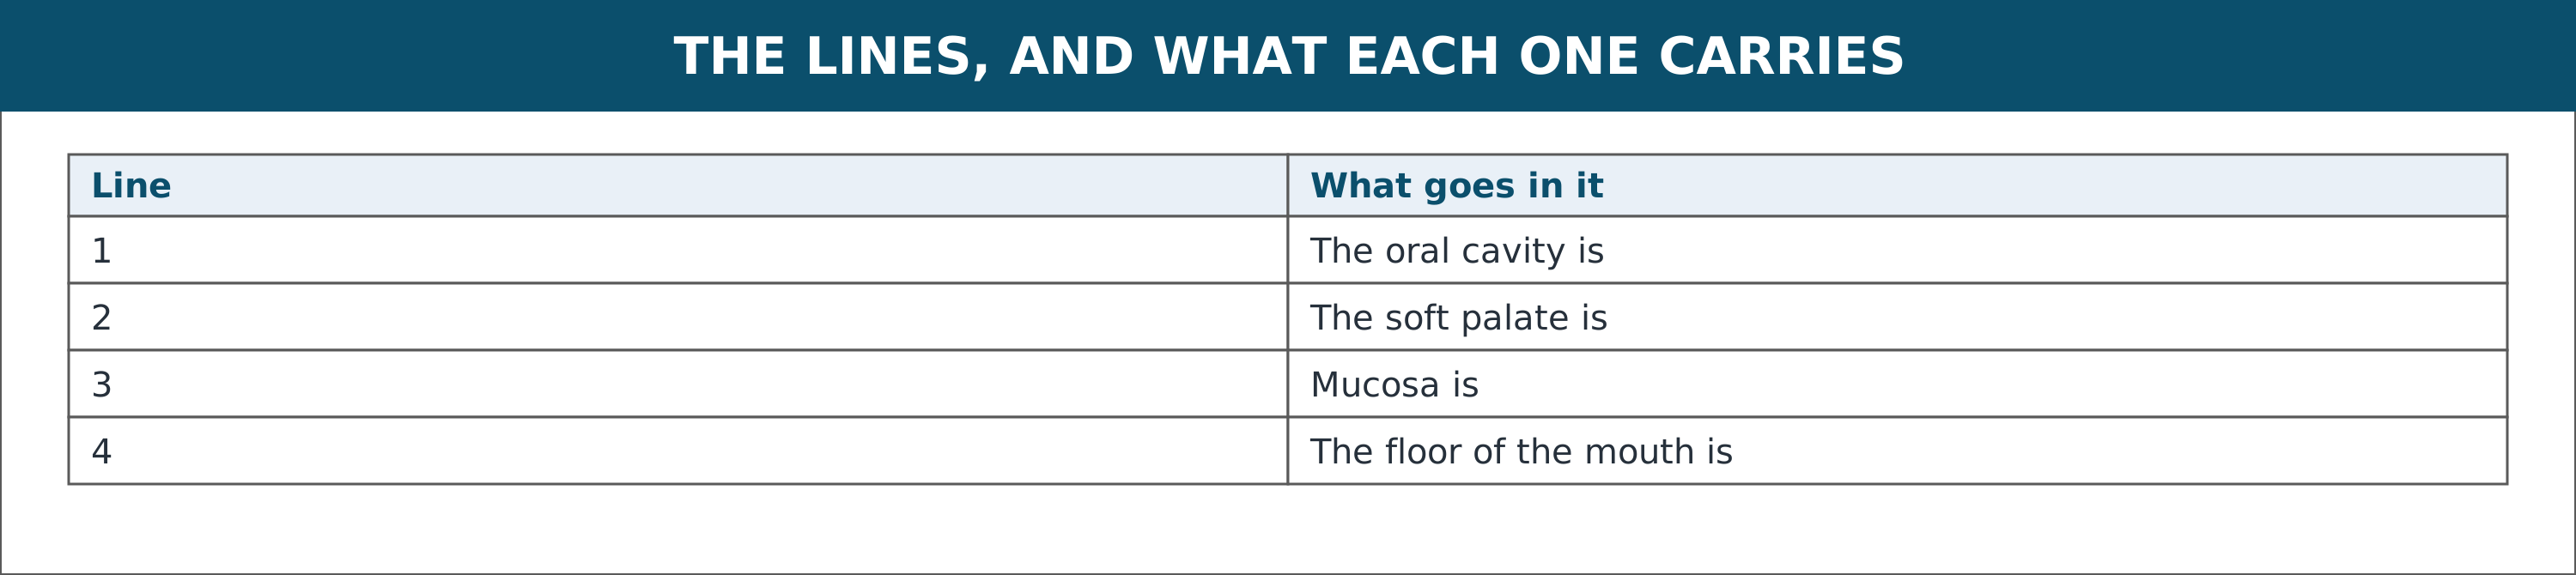 THE LINES, AND WHAT EACH ONE CARRIES
Line What goes in it
1 The oral cavity is
2 The soft palate is
3 Mucosa is
4 The floor of the mouth is